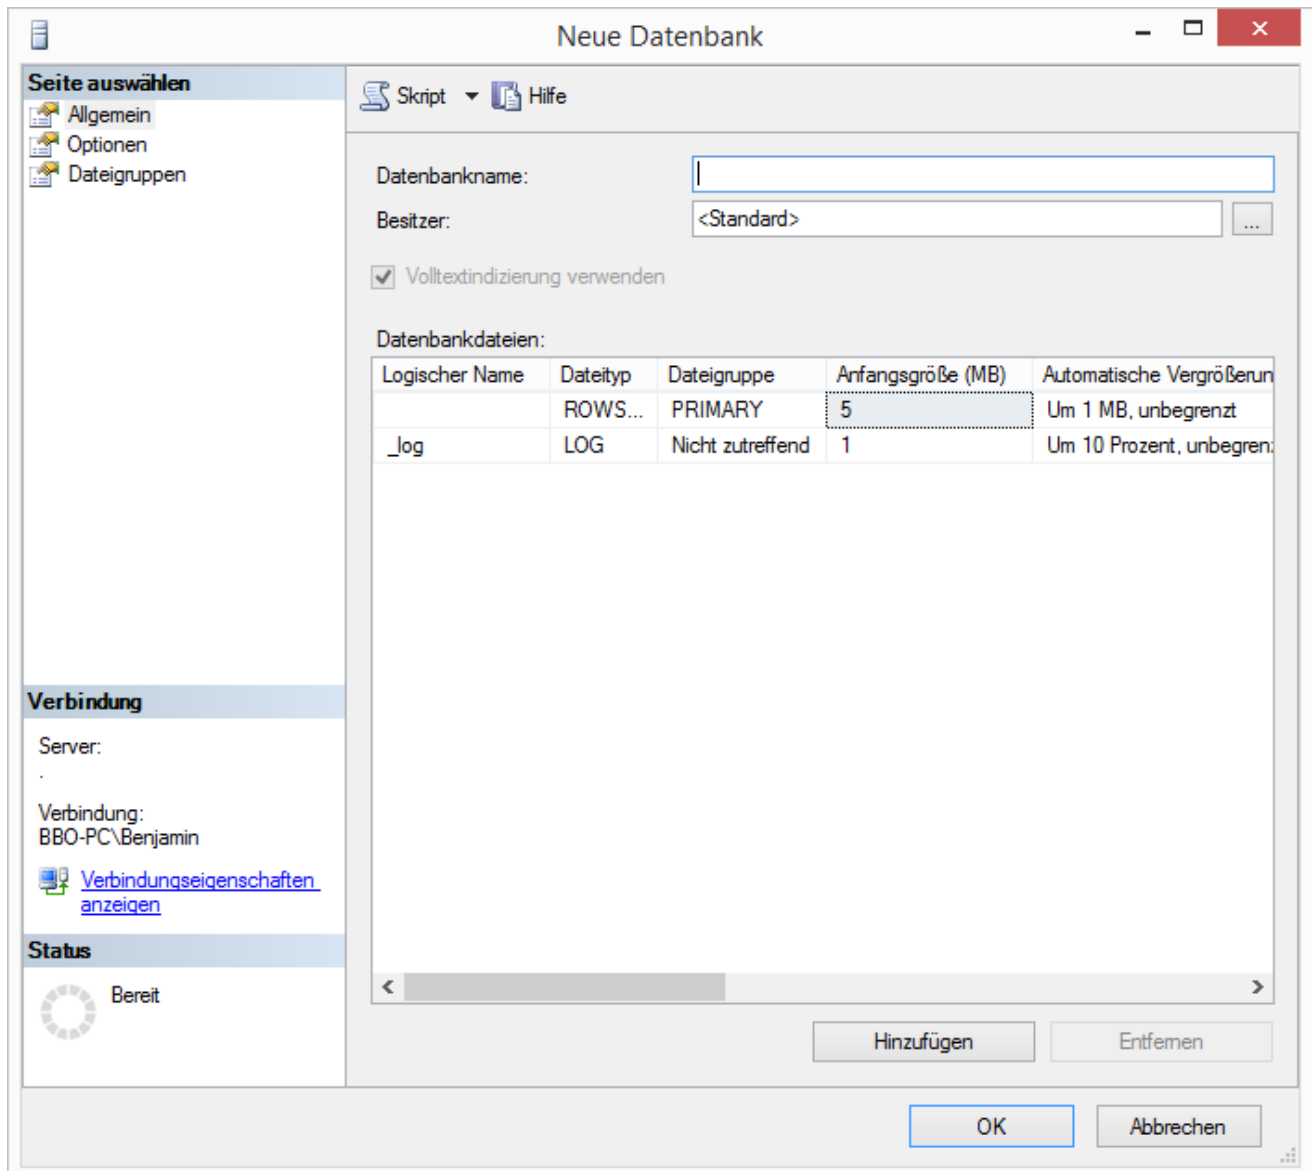 Neue Datenbank
Seite auswählen
Allgemein
Optionen
Dateigruppen
Skript Hilfe
Datenbankname:
Besitzer: <Standard> ...
Volltextindizierung verwenden
Datenbankdateien:
Logischer Name Dateityp Dateigruppe Anfangsgröße (MB) Automatische Vergrößerun
ROWS... PRIMARY 5 Um 1 MB, unbegrenzt
_log LOG Nicht zutreffend 1 Um 10 Prozent, unbegrenz
Verbindung
Server:
.
Verbindung:
BBO-PC\Benjamin
Verbindungseigenschaften
anzeigen
Status
Bereit
Hinzufügen Entfernen
OK Abbrechen